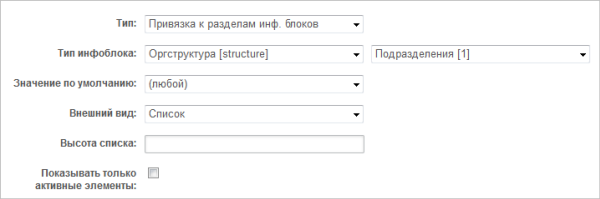 Тип: Привязка к разделам инф. блоков
Тип инфоблока: Оргструктура [structure] Подразделения [1]
Значение по умолчанию: (любой)
Внешний вид: Список
Высота списка:
Показывать только
активные элементы: